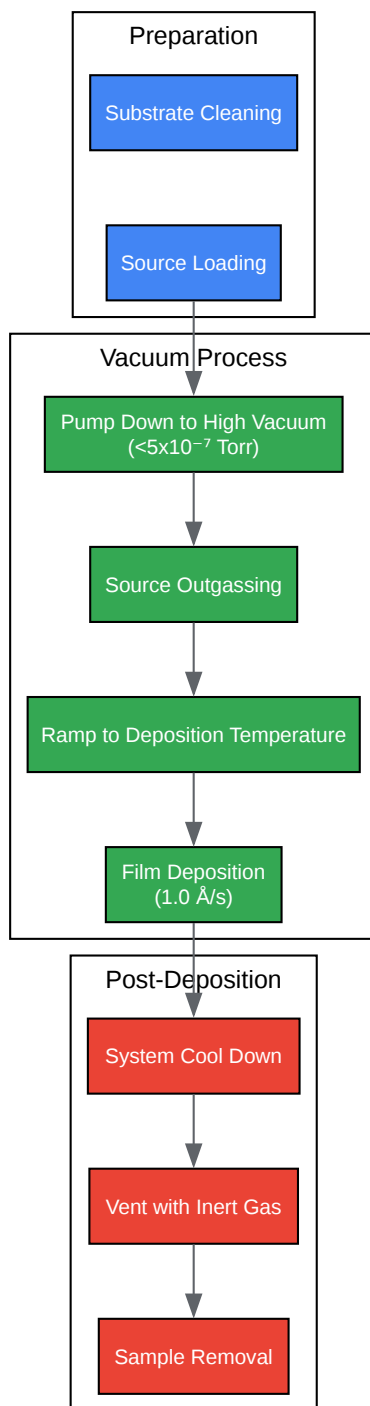 Preparation
Substrate Cleaning
Source Loading
Vacuum Process
Pump Down to High Vacuum
(<5x10⁻⁷ Torr)
Source Outgassing
Ramp to Deposition Temperature
Film Deposition
(1.0 Å/s)
Post-Deposition
System Cool Down
Vent with Inert Gas
Sample Removal